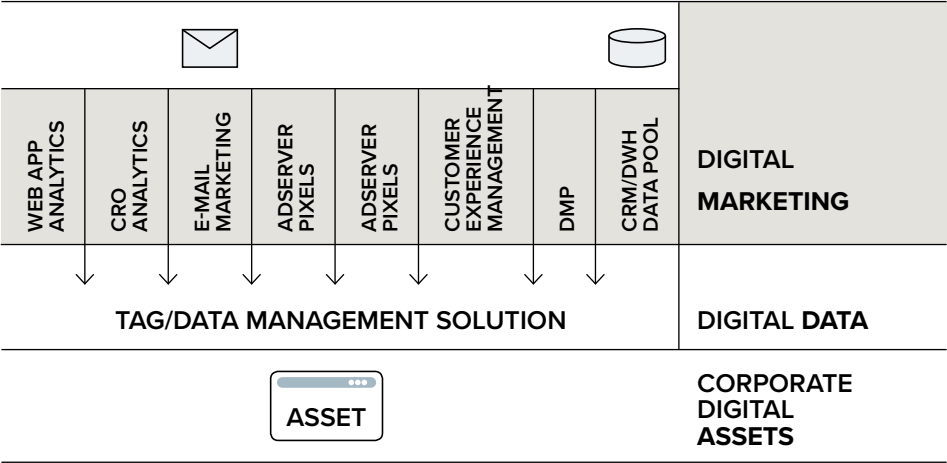 WEB APP
ANALYTICS
CRO
ANALYTICS
E-MAIL
MARKETING
ADSERVER
PIXELS
ADSERVER
PIXELS
CUSTOMER
EXPERIENCE
MANAGEMENT
DMP
CRM/DWH
DATA POOL
DIGITAL
MARKETING
TAG/DATA MANAGEMENT SOLUTION
DIGITAL DATA
ASSET
CORPORATE
DIGITAL
ASSETS